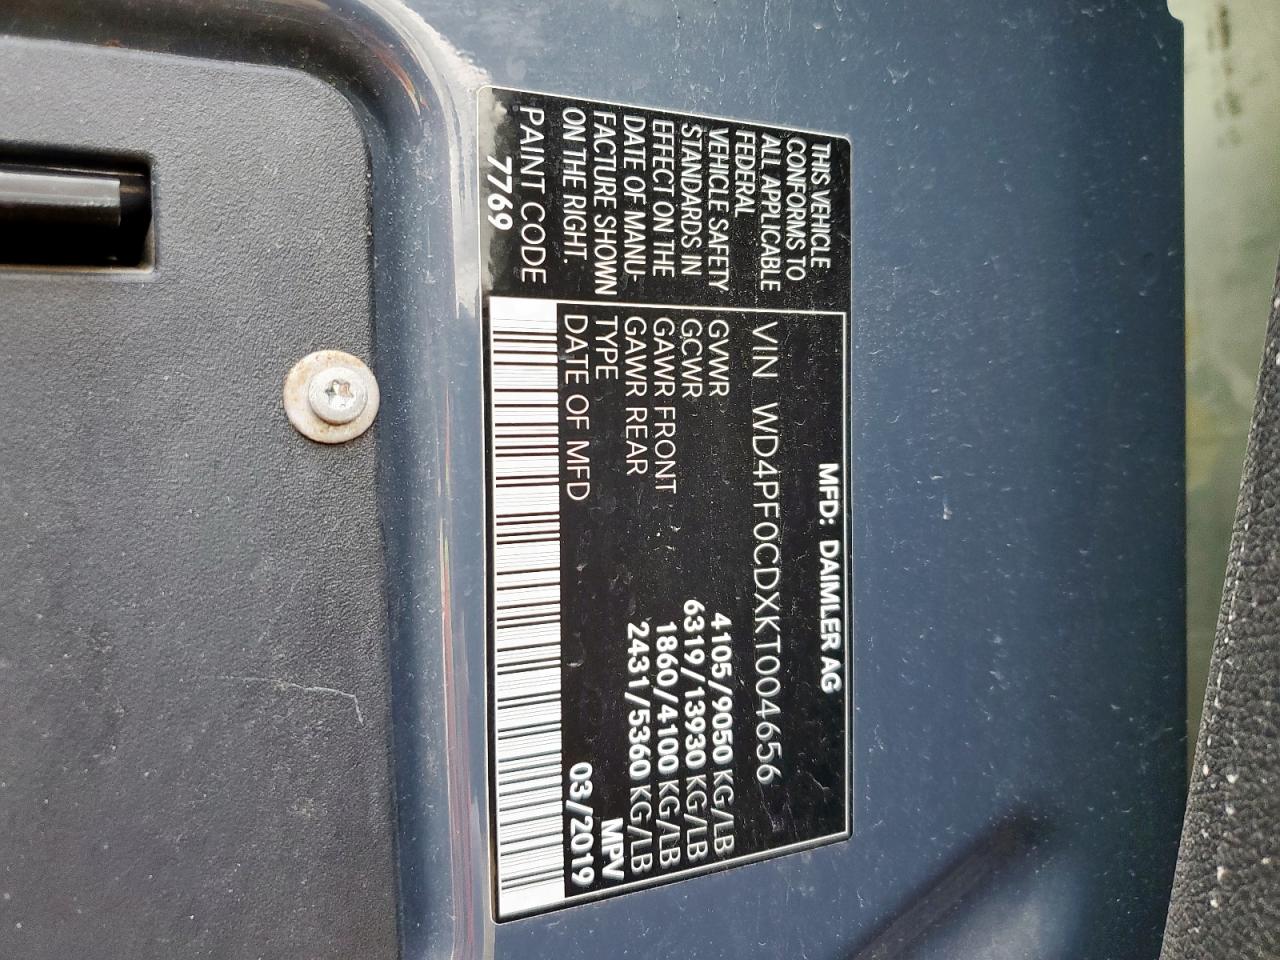 MFD: DAIMLER AG
THIS VEHICLE
CONFORMS TO
ALL APPLICABLE
FEDERAL
VEHICLE SAFETY
STANDARDS IN
EFFECT ON THE
DATE OF MANU-
FACTURE SHOWN
ON THE RIGHT.
PAINT CODE
7769
VIN WD4PF0CDXKT004656
GVWR 4105/9050 KG/LB
GCWR 6319/13930 KG/LB
GAWR FRONT 1860/4100 KG/LB
GAWR REAR 2431/5360 KG/LB
TYPE MPV
DATE OF MFD 03/2019